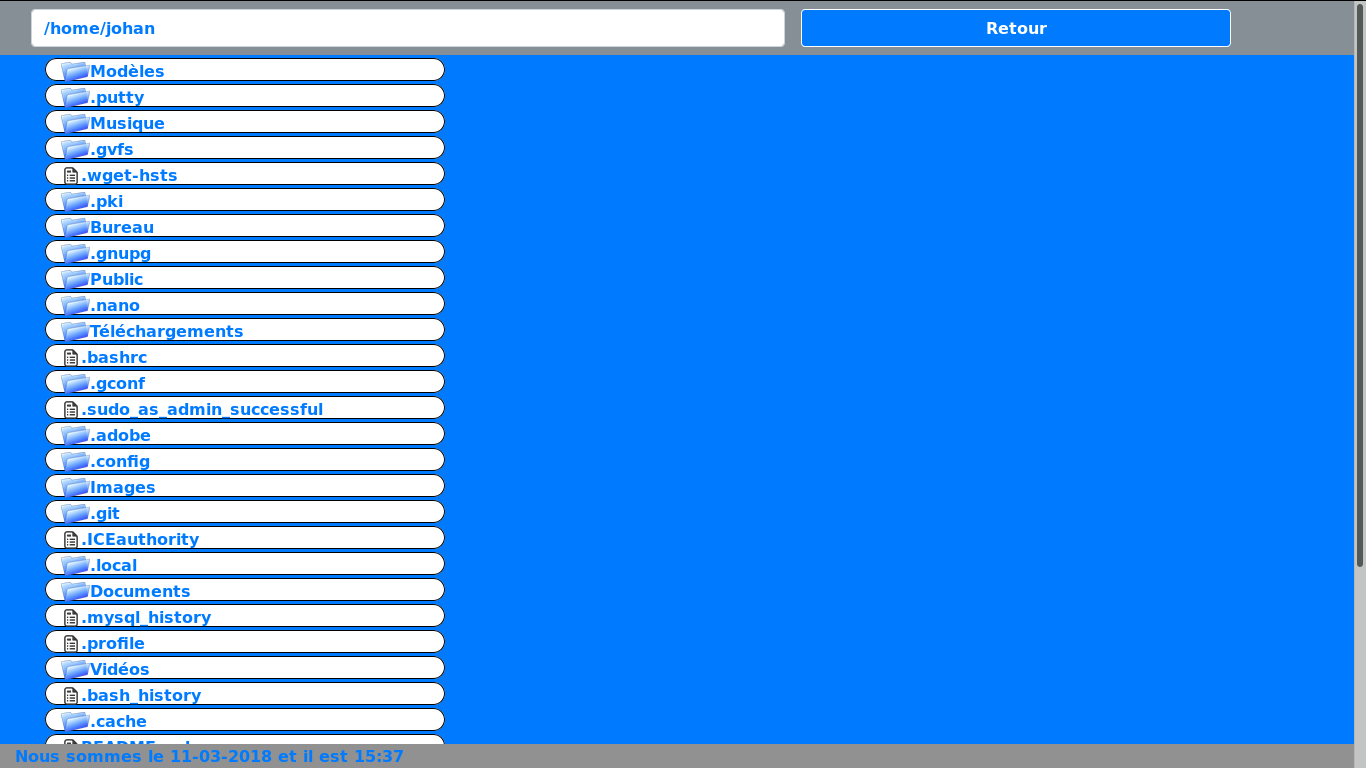 /home/johan
Retour
Modèles
.putty
Musique
.gvfs
.wget-hsts
.pki
Bureau
.gnupg
Public
.nano
Téléchargements
.bashrc
.gconf
.sudo_as_admin_successful
.adobe
.config
Images
.git
.ICEauthority
.local
Documents
.mysql_history
.profile
Vidéos
.bash_history
.cache
Nous sommes le 11-03-2018 et il est 15:37